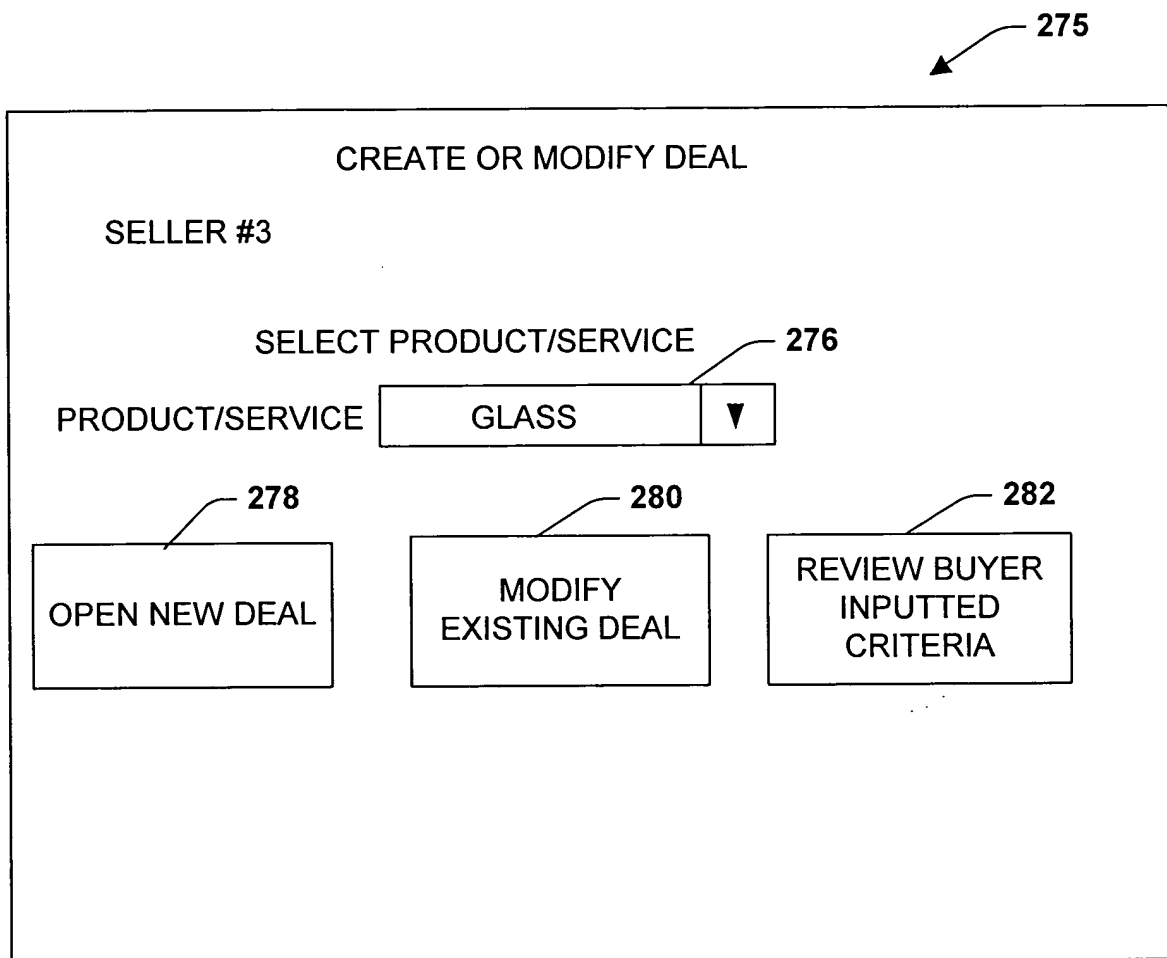 275
CREATE OR MODIFY DEAL
SELLER #3
SELECT PRODUCT/SERVICE
276
PRODUCT/SERVICE GLASS
278
280
282
OPEN NEW DEAL
MODIFY
EXISTING DEAL
REVIEW BUYER
INPUTTED
CRITERIA